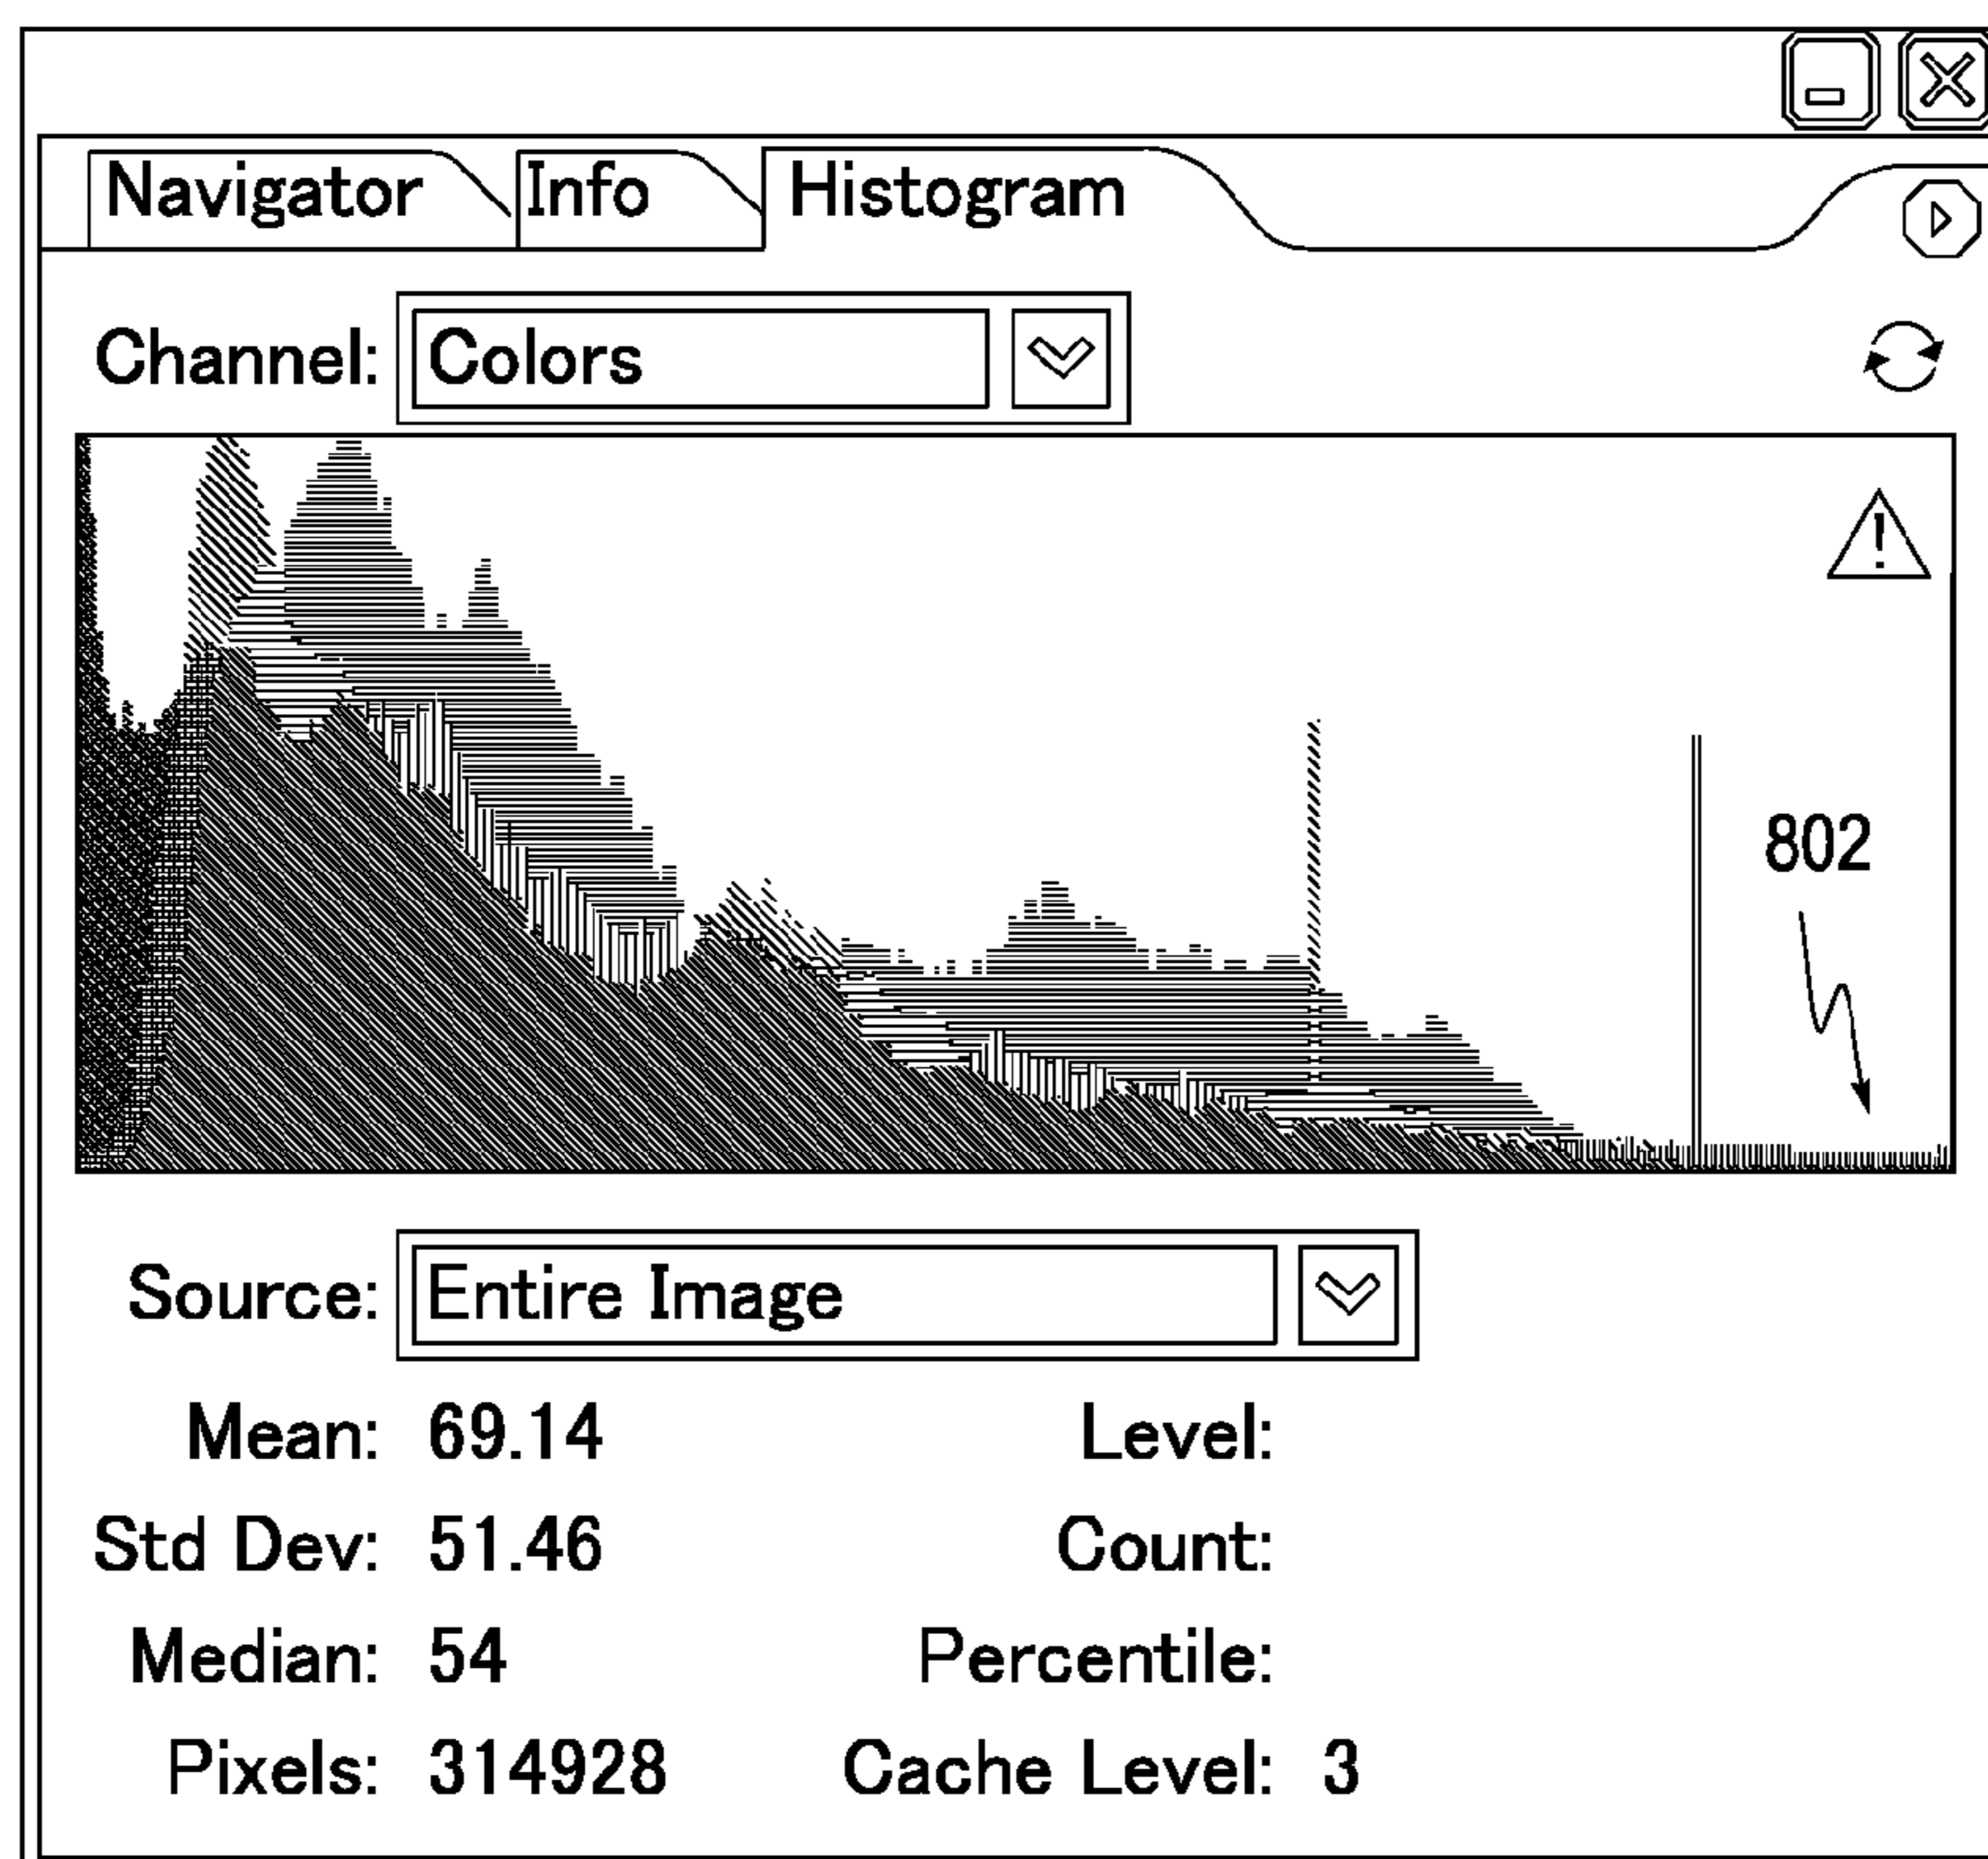 Navigator Info Histogram
Channel: Colors
!
802
Source: Entire Image
Mean: 69.14 Level:
Std Dev: 51.46 Count:
Median: 54 Percentile:
Pixels: 314928 Cache Level: 3